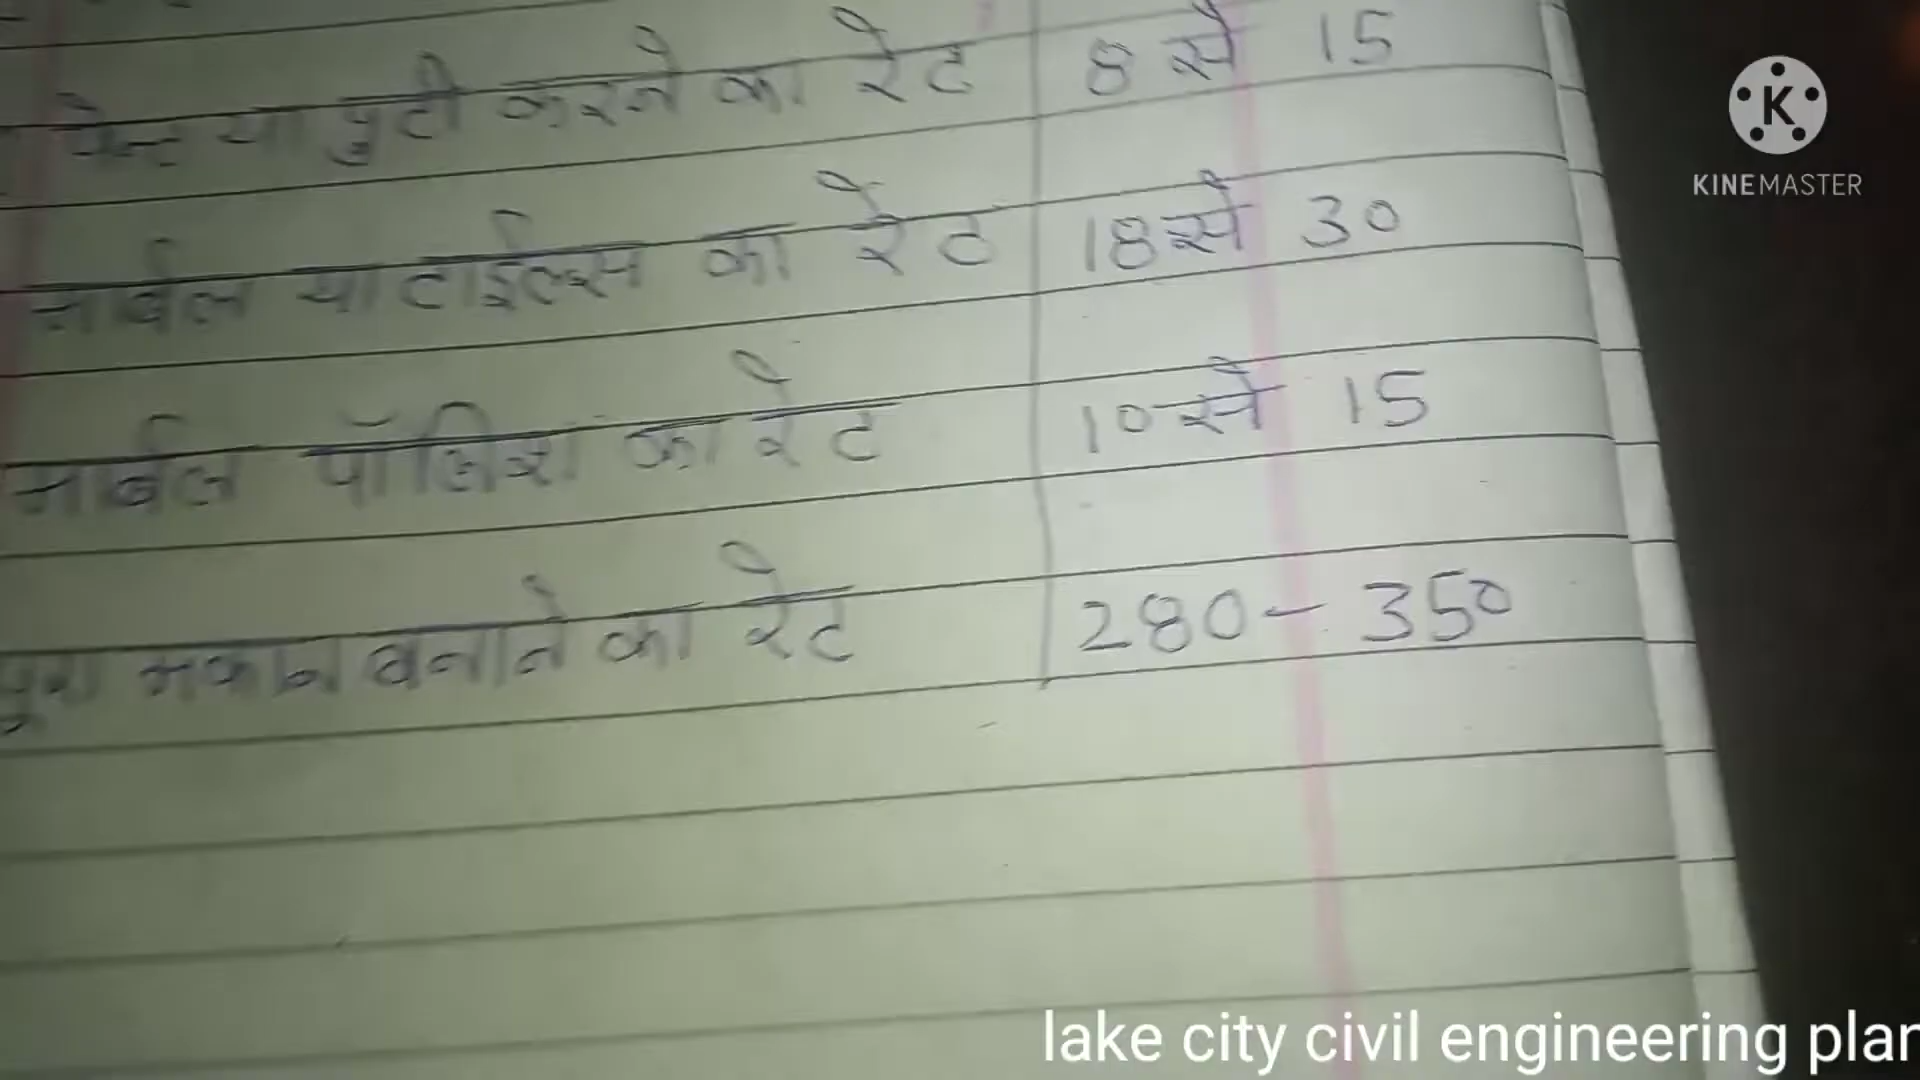 पेन्ट या पुटी करने का रेट 8 से 15
मार्बल या टाईल्स का रेट 18 से 30
मार्बल पॉलिश का रेट 10 से 15
पूरा मकान बनाने का रेट 280 - 350
KINEMASTER
lake city civil engineering plan